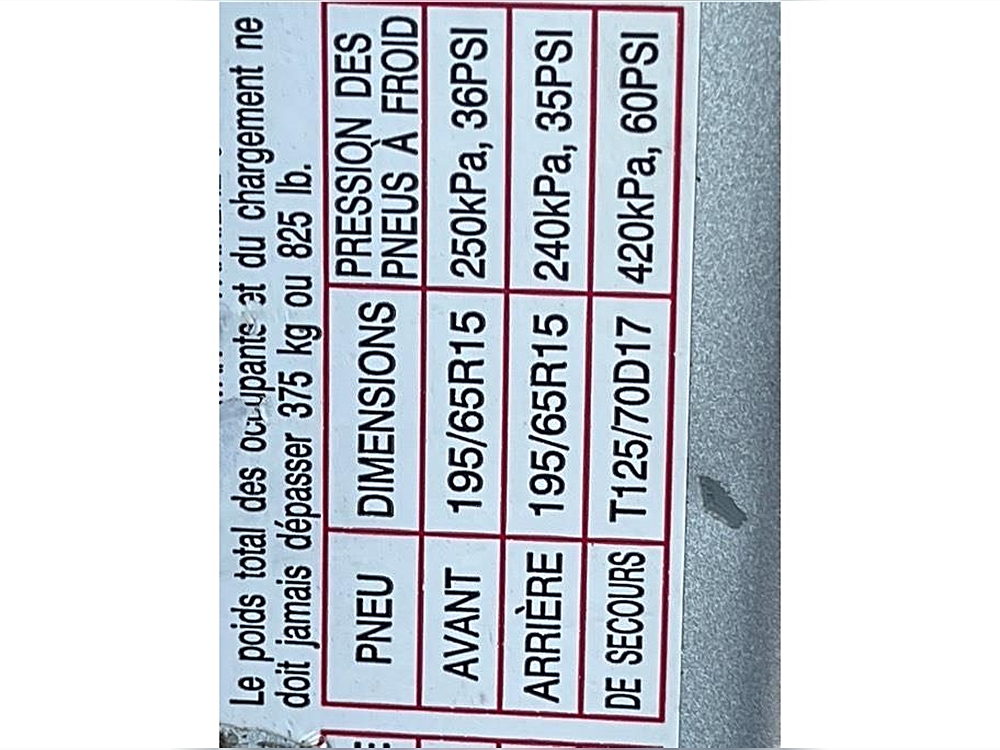 Le poids total des occupants et du chargement ne
doit jamais dépasser 375 kg ou 825 lb.
PNEU DIMENSIONS PRESSION DES PNEUS À FROID
AVANT 195/65R15 250kPa, 36PSI
ARRIÈRE 195/65R15 240kPa, 35PSI
DE SECOURS T125/70D17 420kPa, 60PSI